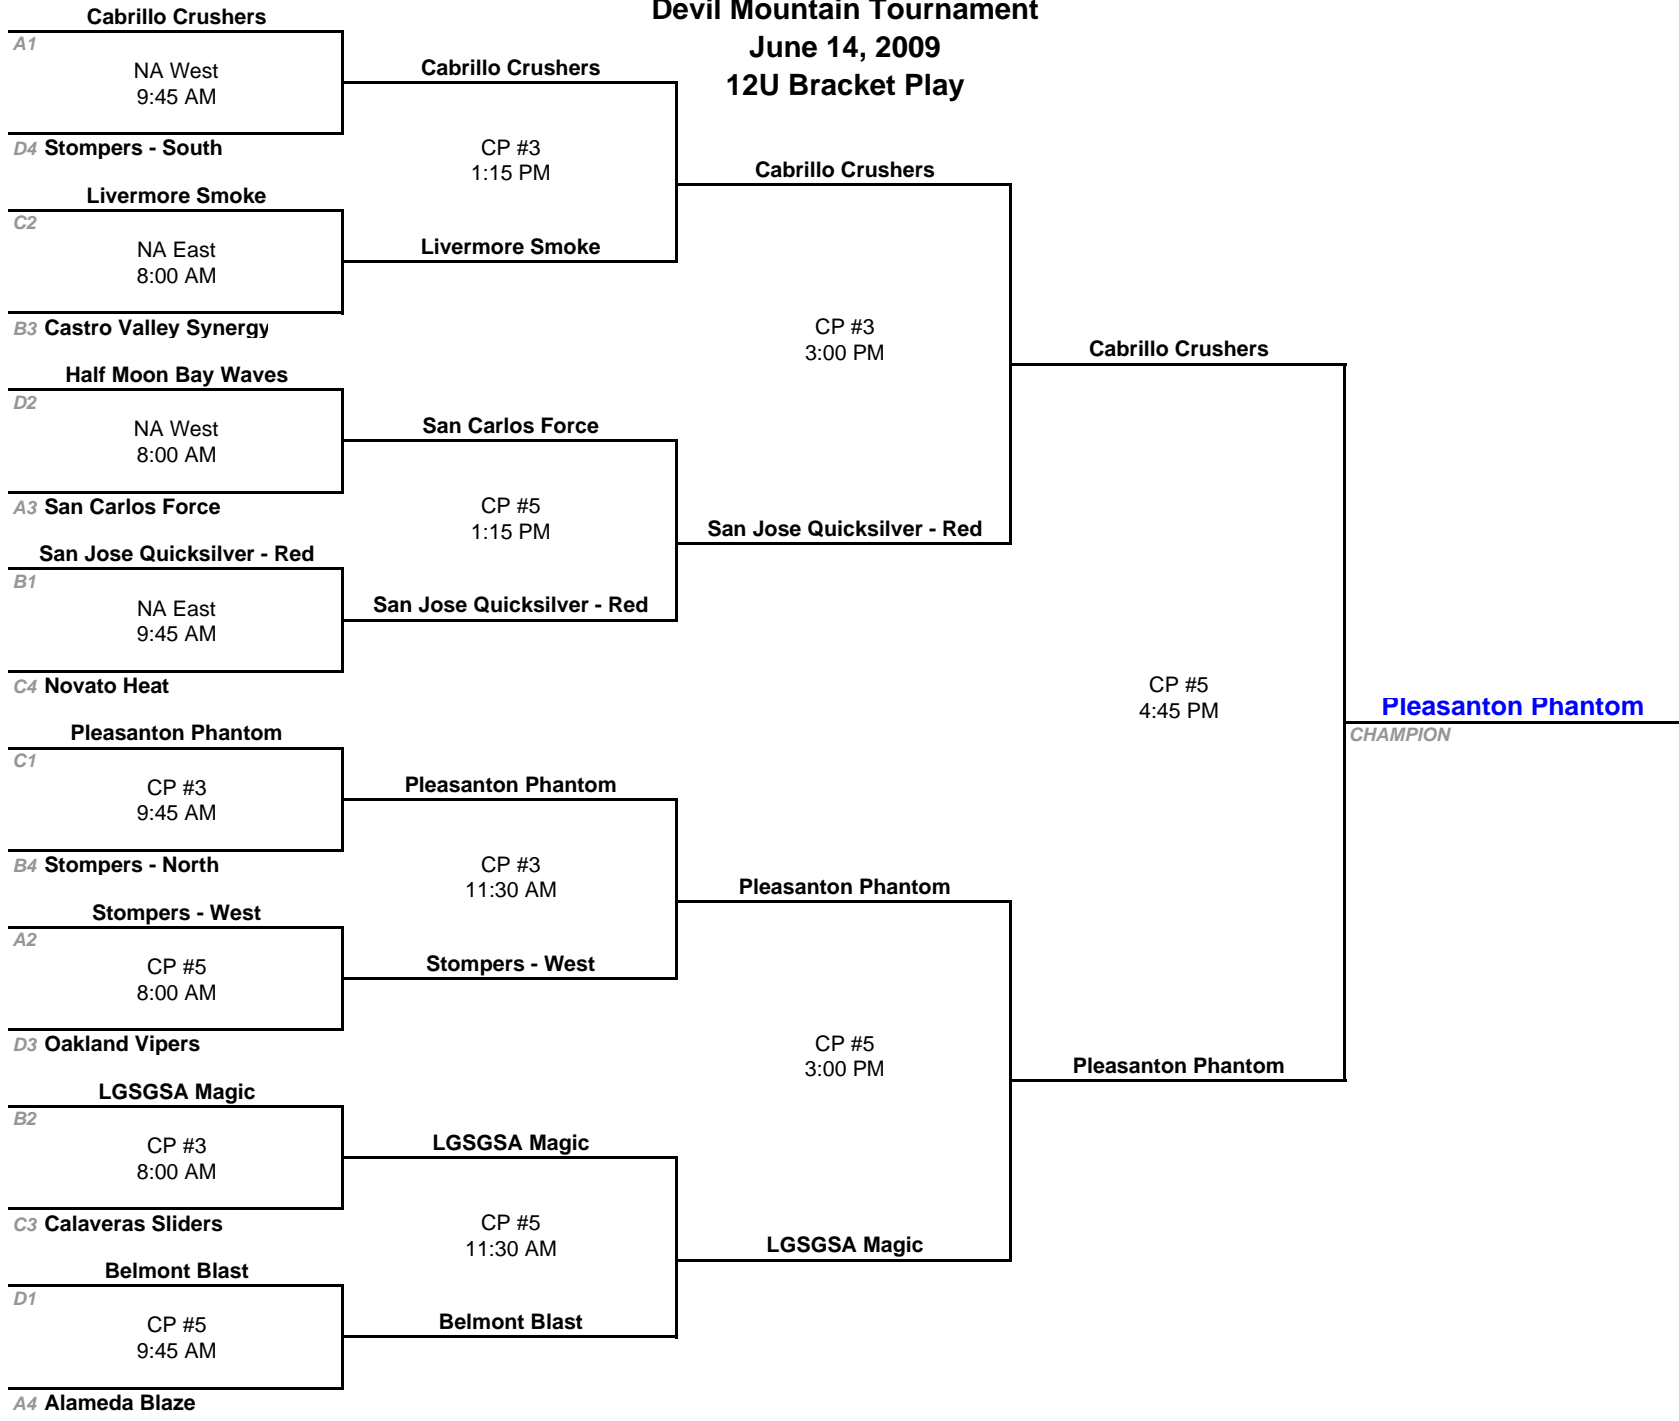 Devil Mountain Tournament
June 14, 2009
12U Bracket Play
Cabrillo Crushers
A1
NA West
9:45 AM
D4 Stompers - South
Livermore Smoke
C2
NA East
8:00 AM
B3 Castro Valley Synergy
Half Moon Bay Waves
D2
NA West
8:00 AM
A3 San Carlos Force
San Jose Quicksilver - Red
B1
NA East
9:45 AM
C4 Novato Heat
Pleasanton Phantom
C1
CP #3
9:45 AM
B4 Stompers - North
Stompers - West
A2
CP #5
8:00 AM
D3 Oakland Vipers
LGSGSA Magic
B2
CP #3
8:00 AM
C3 Calaveras Sliders
Belmont Blast
D1
CP #5
9:45 AM
A4 Alameda Blaze
Cabrillo Crushers
CP #3
1:15 PM
Livermore Smoke
San Carlos Force
CP #5
1:15 PM
San Jose Quicksilver - Red
Pleasanton Phantom
CP #3
11:30 AM
Stompers - West
LGSGSA Magic
CP #5
11:30 AM
Belmont Blast
Cabrillo Crushers
CP #3
3:00 PM
San Jose Quicksilver - Red
Pleasanton Phantom
CP #5
3:00 PM
LGSGSA Magic
Cabrillo Crushers
CP #5
4:45 PM
Pleasanton Phantom
Pleasanton Phantom
CHAMPION